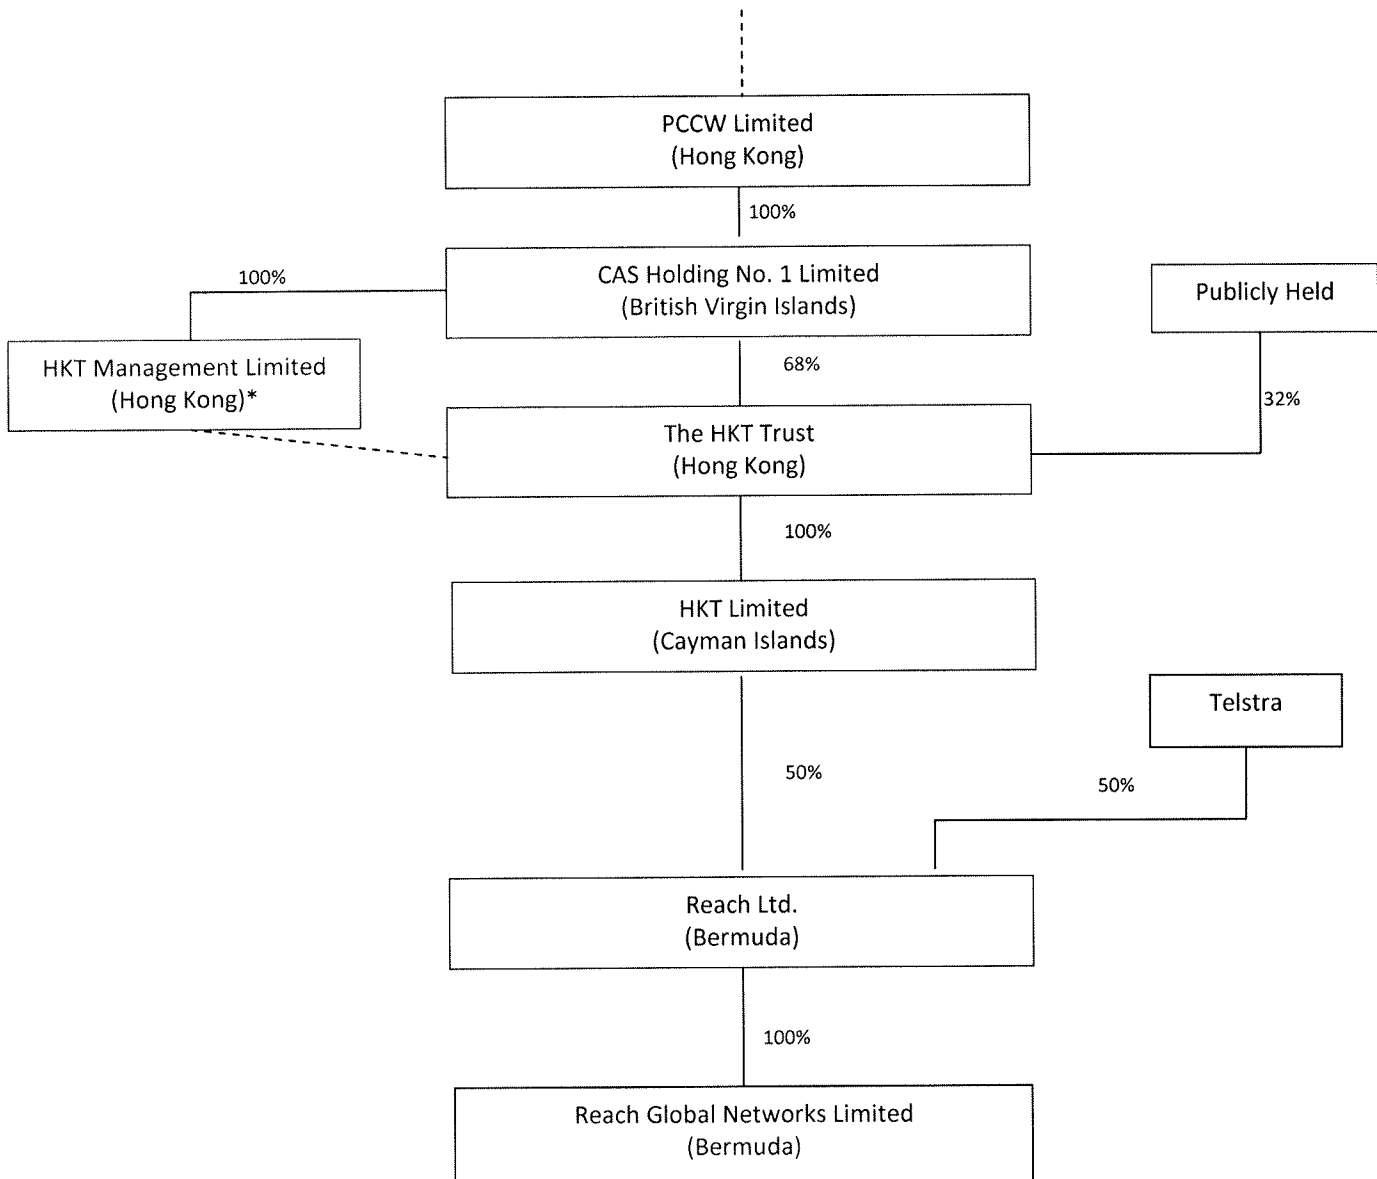 PCCW Limited
(Hong Kong)
100%
CAS Holding No. 1 Limited
(British Virgin Islands)
100%
Publicly Held
HKT Management Limited
(Hong Kong)*
68%
32%
The HKT Trust
(Hong Kong)
100%
HKT Limited
(Cayman Islands)
Telstra
50%
50%
Reach Ltd.
(Bermuda)
100%
Reach Global Networks Limited
(Bermuda)